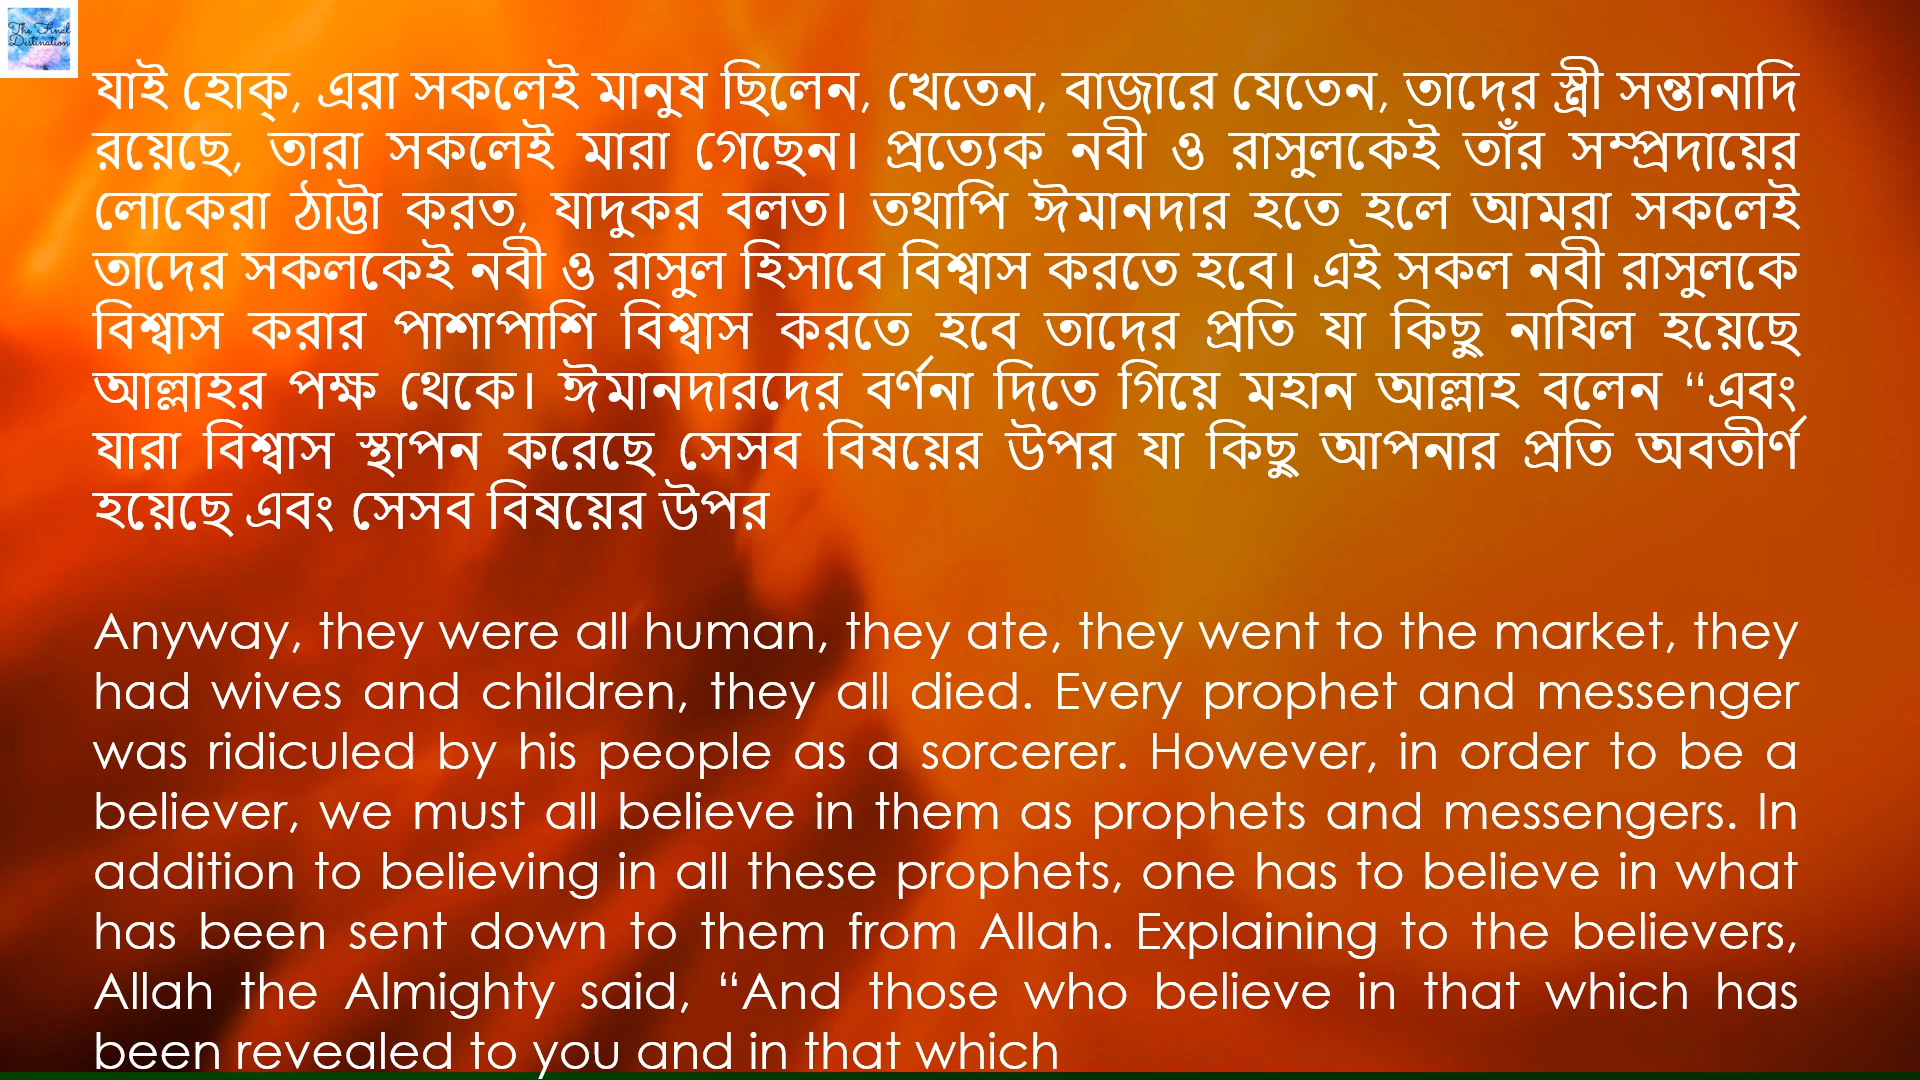 The Final
Destination
যাই হোক্, এরা সকলেই মানুষ ছিলেন, খেতেন, বাজারে যেতেন, তাদের স্ত্রী সন্তানাদি
রয়েছে, তারা সকলেই মারা গেছেন। প্রত্যেক নবী ও রাসুলকেই তাঁর সম্প্রদায়ের
লোকেরা ঠাট্টা করত, যাদুকর বলত। তথাপি ঈমানদার হতে হলে আমরা সকলেই
তাদের সকলকেই নবী ও রাসুল হিসাবে বিশ্বাস করতে হবে। এই সকল নবী রাসুলকে
বিশ্বাস করার পাশাপাশি বিশ্বাস করতে হবে তাদের প্রতি যা কিছু নাযিল হয়েছে
আল্লাহর পক্ষ থেকে। ঈমানদারদের বর্ণনা দিতে গিয়ে মহান আল্লাহ বলেন “এবং
যারা বিশ্বাস স্থাপন করেছে সেসব বিষয়ের উপর যা কিছু আপনার প্রতি অবতীর্ণ
হয়েছে এবং সেসব বিষয়ের উপর
Anyway, they were all human, they ate, they went to the market, they
had wives and children, they all died. Every prophet and messenger
was ridiculed by his people as a sorcerer. However, in order to be a
believer, we must all believe in them as prophets and messengers. In
addition to believing in all these prophets, one has to believe in what
has been sent down to them from Allah. Explaining to the believers,
Allah the Almighty said, “And those who believe in that which has
been revealed to you and in that which